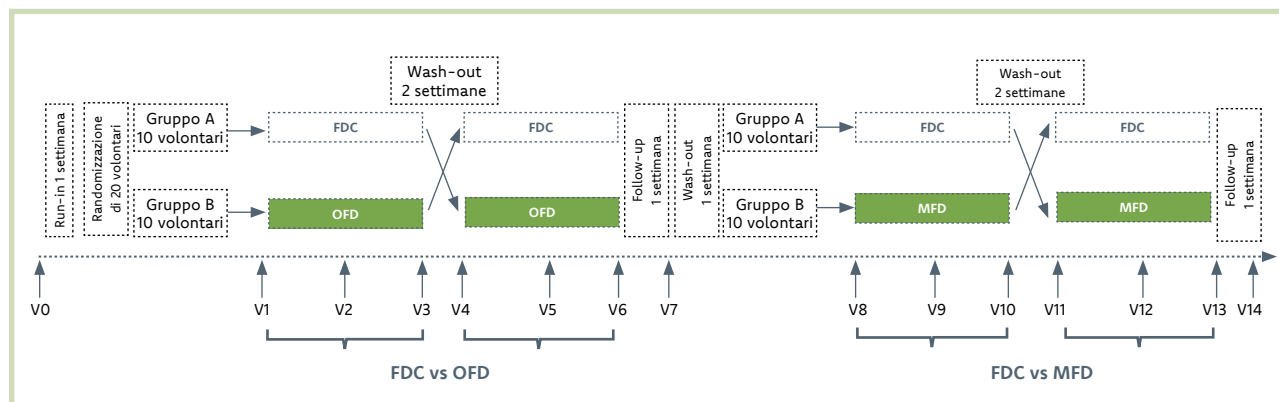 Run-in 1 settimana
Randomizzazione
di 20 volontari
Gruppo A
10 volontari
Gruppo B
10 volontari
FDC
OFD
Wash-out
2 settimane
FDC
OFD
Follow-up
1 settimana
Wash-out
1 settimana
Gruppo A
10 volontari
Gruppo B
10 volontari
FDC
MFD
Wash-out
2 settimane
FDC
MFD
Follow-up
1 settimana
V0
V1
V2
V3
V4
V5
V6
V7
V8
V9
V10
V11
V12
V13
V14
FDC vs OFD
FDC vs MFD